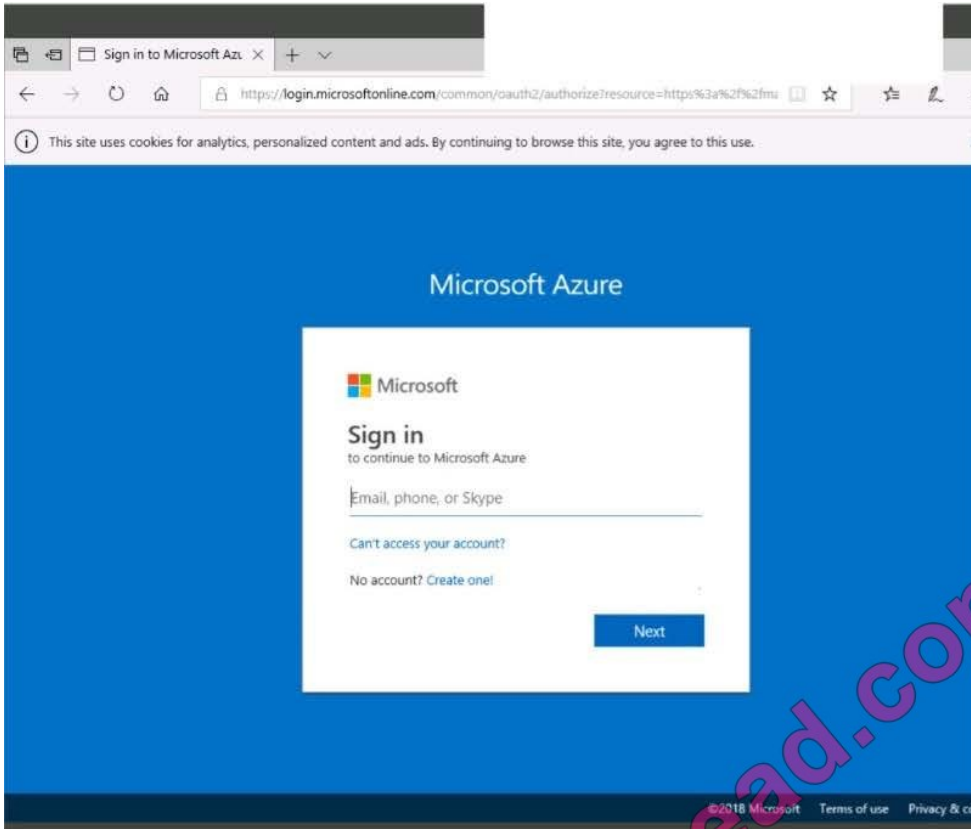 Sign in to Microsoft Azu
https://login.microsoftonline.com/common/oauth2/authorize?resource=https%3a%2f%2fma
This site uses cookies for analytics, personalized content and ads. By continuing to browse this site, you agree to this use.
Microsoft Azure
Microsoft
Sign in
to continue to Microsoft Azure
Email, phone, or Skype
Can't access your account?
No account? Create one!
Next
ead.com
©2018 Microsoft Terms of use Privacy & co